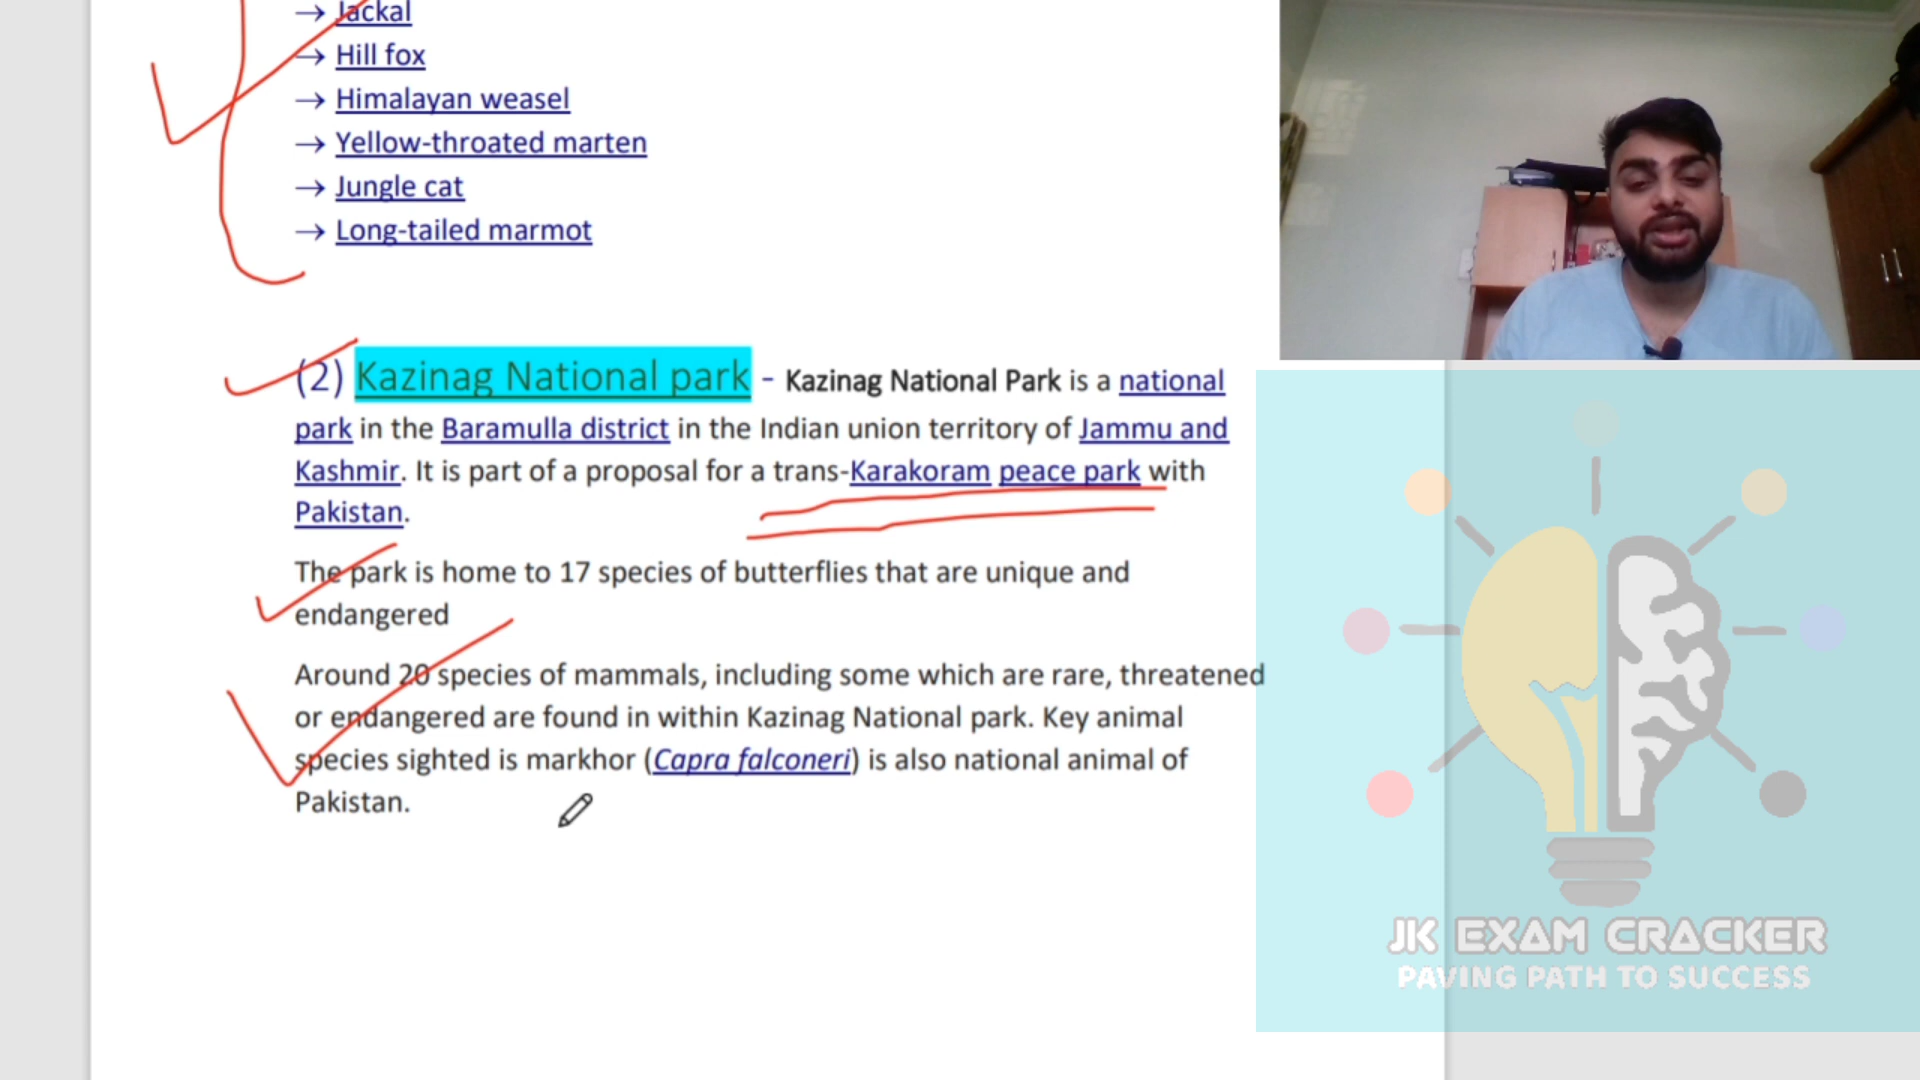 → Jackal
→ Hill fox
→ Himalayan weasel
→ Yellow-throated marten
→ Jungle cat
→ Long-tailed marmot
(2) Kazinag National park - Kazinag National Park is a national
park in the Baramulla district in the Indian union territory of Jammu and
Kashmir. It is part of a proposal for a trans-Karakoram peace park with
Pakistan.
The park is home to 17 species of butterflies that are unique and
endangered
Around 20 species of mammals, including some which are rare, threatened
or endangered are found in within Kazinag National park. Key animal
species sighted is markhor (Capra falconeri) is also national animal of
Pakistan.
JK EXAM CRACKER
PAVING PATH TO SUCCESS